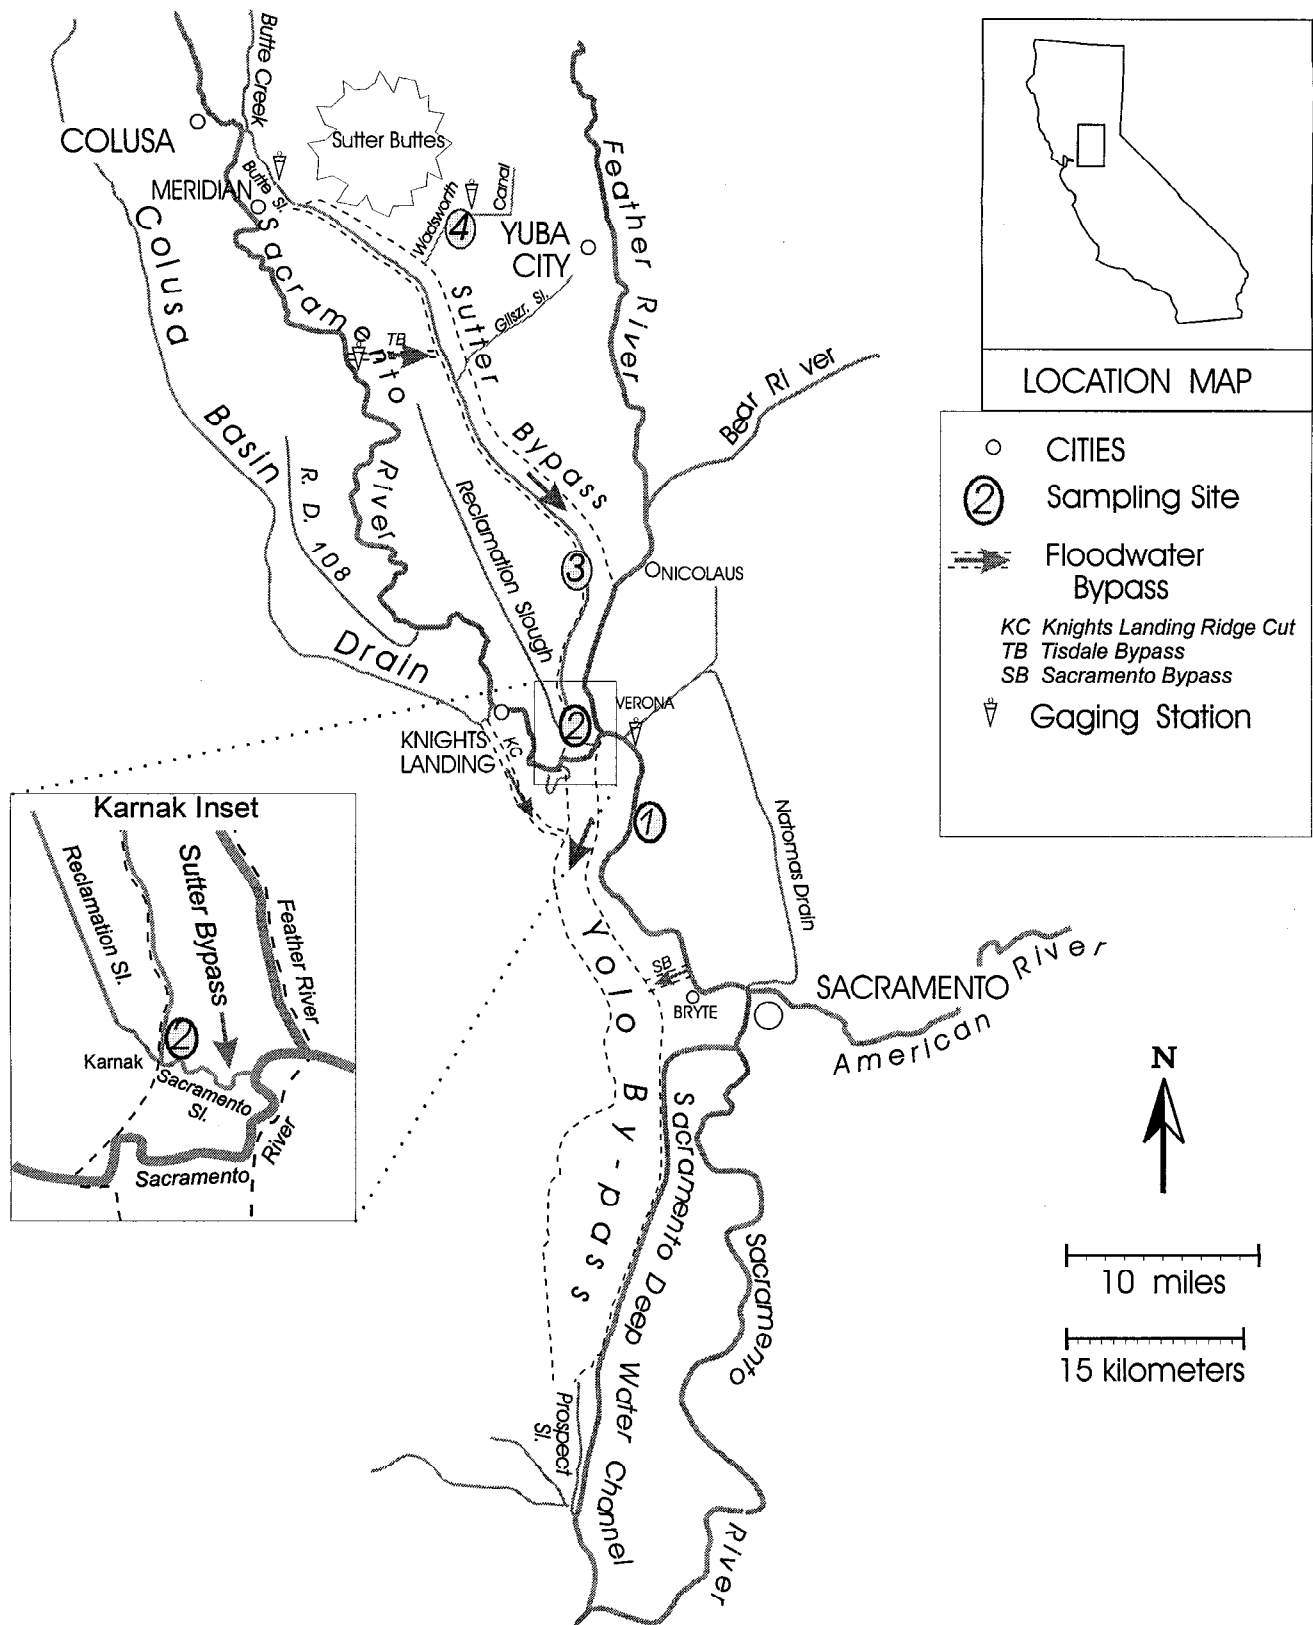 Butte Creek
COLUSA
Sutter Buttes
MERIDIAN
Butte Sl.
Wadsworth
Canal
4
YUBA
CITY
Feather River
Colusa Basin Drain
Sacramento River
TB
Sutter Bypass
Gilszr. Sl.
Bear River
R. D. 108
Reclamation Slough
3
NICOLAUS
VERONA
2
KNIGHTS
LANDING
KC
1
Natomas Drain
Yolo By-pass
SB
BRYTE
SACRAMENTO
American River
Sacramento Deep Water Channel
Sacramento River
Prospect
Sl.
Karnak Inset
Reclamation Sl.
Sutter Bypass
Feather River
2
Karnak
Sacramento
Sl.
Sacramento River
LOCATION MAP
CITIES
2 Sampling Site
Floodwater
Bypass
KC Knights Landing Ridge Cut
TB Tisdale Bypass
SB Sacramento Bypass
Gaging Station
N
10 miles
15 kilometers